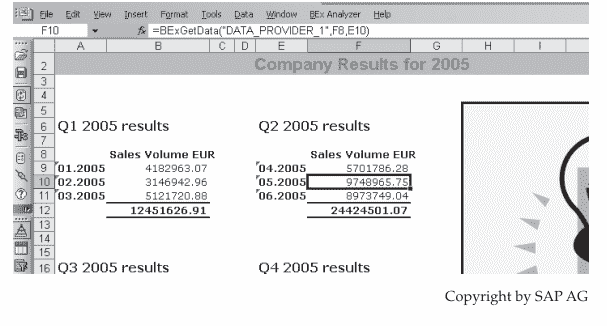 File Edit View Insert Format Tools Data Window BEx Analyzer Help
F10 fx =BExGetData("DATA_PROVIDER_1",F8,E10)
A B C D E F G H I
2 Company Results for 2005
3
4
5
6 Q1 2005 results Q2 2005 results
7
8 Sales Volume EUR Sales Volume EUR
9 01.2005 4182963.07 04.2005 5701786.28
10 02.2005 3146942.96 05.2005 9748965.75
11 03.2005 5121720.88 06.2005 8973749.04
12 12451626.91 24424501.07
13
14
15
16 Q3 2005 results Q4 2005 results
Copyright by SAP AG